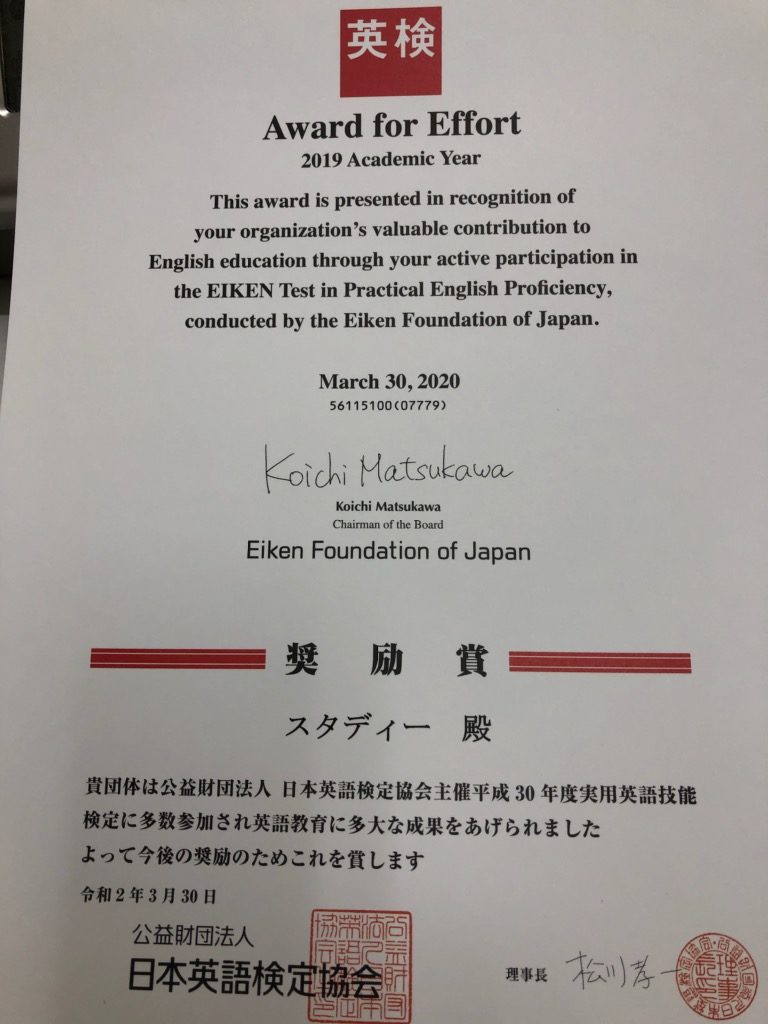 英検
Award for Effort
2019 Academic Year
This award is presented in recognition of
your organization's valuable contribution to
English education through your active participation in
the EIKEN Test in Practical English Proficiency,
conducted by the Eiken Foundation of Japan.
March 30, 2020
56115100(07779)
Koichi Matsukawa
Koichi Matsukawa
Chairman of the Board
Eiken Foundation of Japan
奨 励 賞
スタディー 殿
貴団体は公益財団法人 日本英語検定協会主催平成30年度実用英語技能
検定に多数参加され英語教育に多大な成果をあげられました
よって今後の奨励のためこれを賞します
令和2年3月30日
公益財団法人
日本英語検定協会
理事長 松川孝一